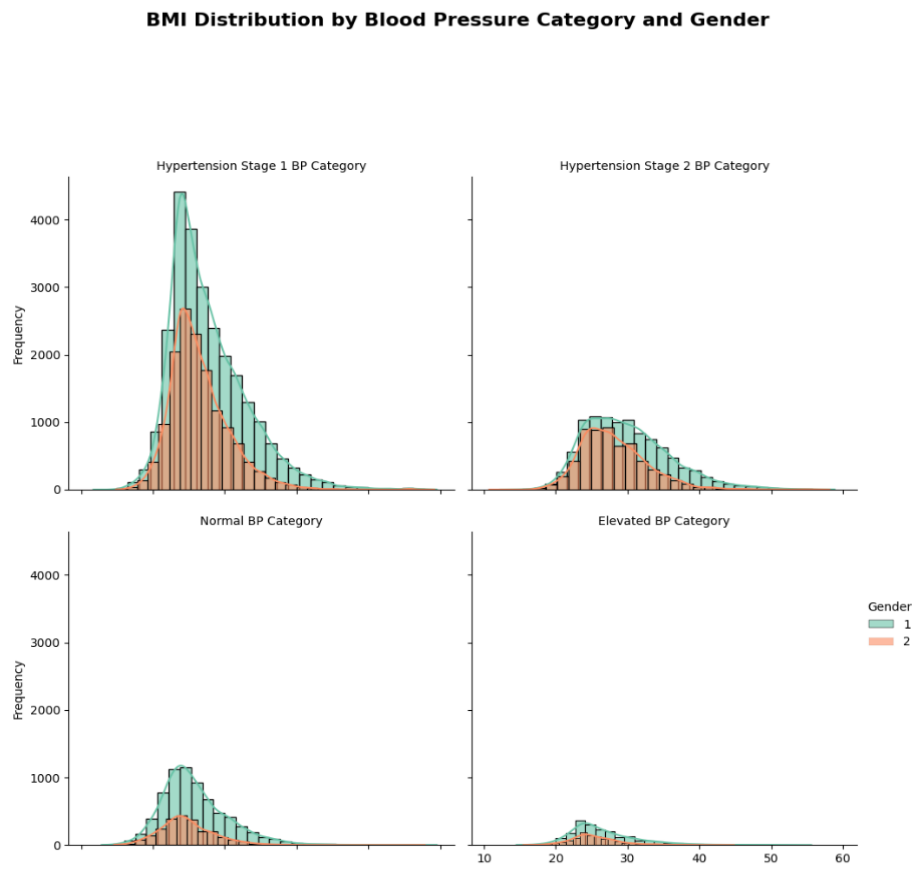 BMI Distribution by Blood Pressure Category and Gender
Hypertension Stage 1 BP Category
Hypertension Stage 2 BP Category
4000
3000
2000
1000
0
Frequency
Normal BP Category
Elevated BP Category
4000
3000
2000
1000
0
Frequency
10 20 30 40 50 60
Gender
1
2